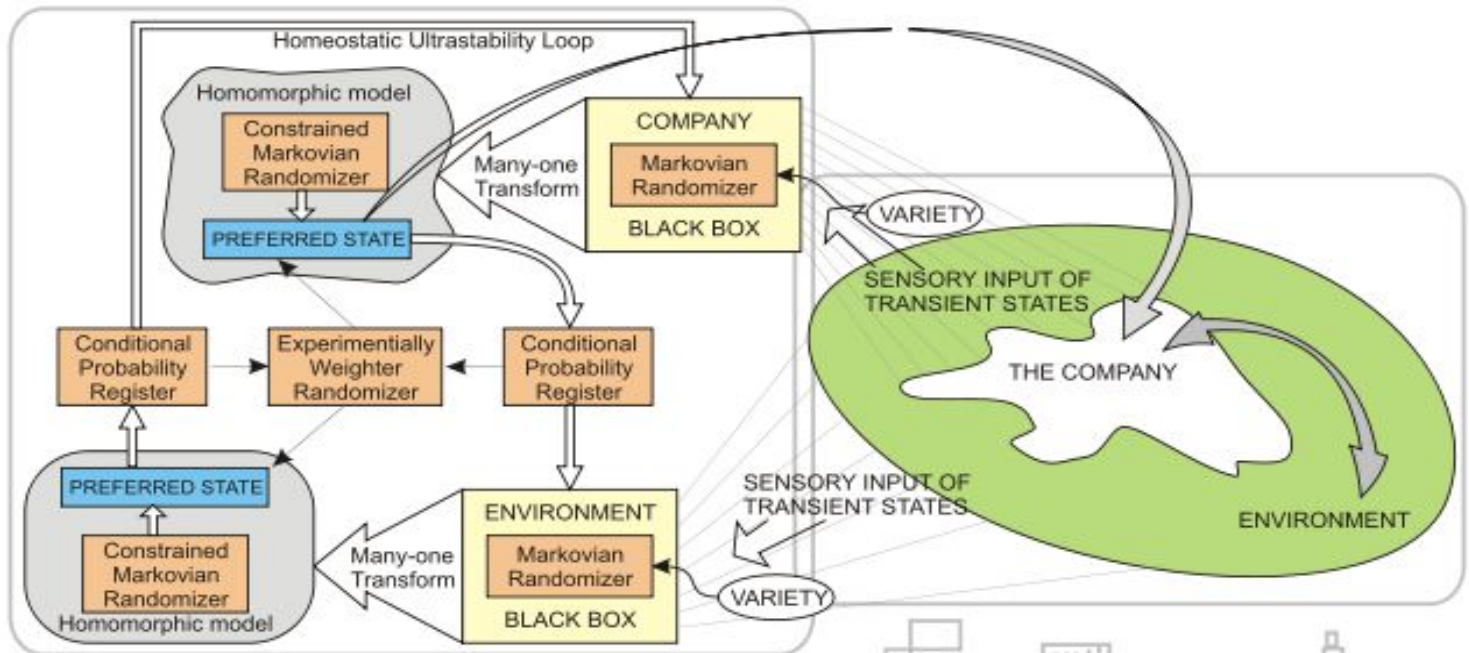 Homeostatic Ultrastability Loop
Homomorphic model
Constrained
Markovian
Randomizer
PREFERRED STATE
Many-one
Transform
COMPANY
Markovian
Randomizer
BLACK BOX
VARIETY
SENSORY INPUT OF
TRANSIENT STATES
THE COMPANY
ENVIRONMENT
Conditional
Probability
Register
Experimentially
Weighter
Randomizer
Conditional
Probability
Register
PREFERRED STATE
Constrained
Markovian
Randomizer
Homomorphic model
Many-one
Transform
ENVIRONMENT
Markovian
Randomizer
BLACK BOX
SENSORY INPUT OF
TRANSIENT STATES
VARIETY